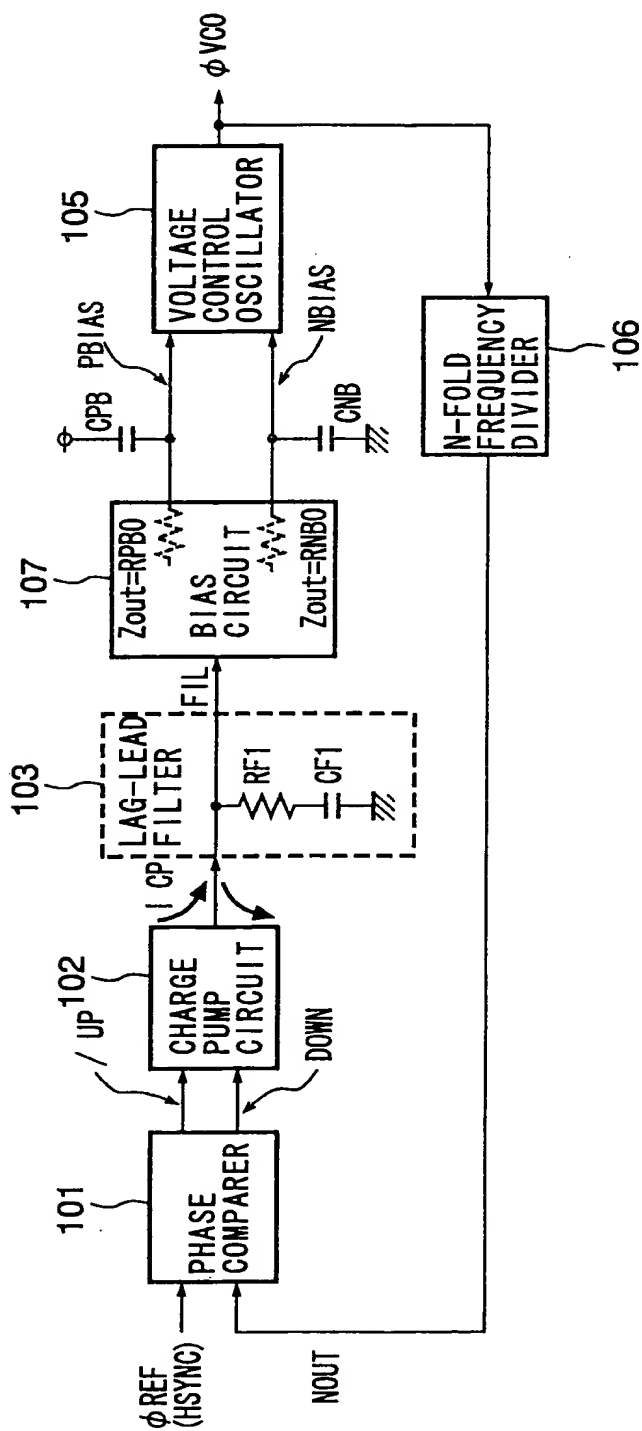 φREF
(HSYNC)
NOUT
101
PHASE
COMPARER
/UP
DOWN
102
CHARGE
PUMP
CIRCUIT
I CP
103
LAG-LEAD
FILTER
RF1
CF1
FIL
107
Zout=RPBO
BIAS
CIRCUIT
Zout=RNBO
CPB
PBIAS
NBIAS
CNB
105
VOLTAGE
CONTROL
OSCILLATOR
φVCO
N-FOLD
FREQUENCY
DIVIDER
106